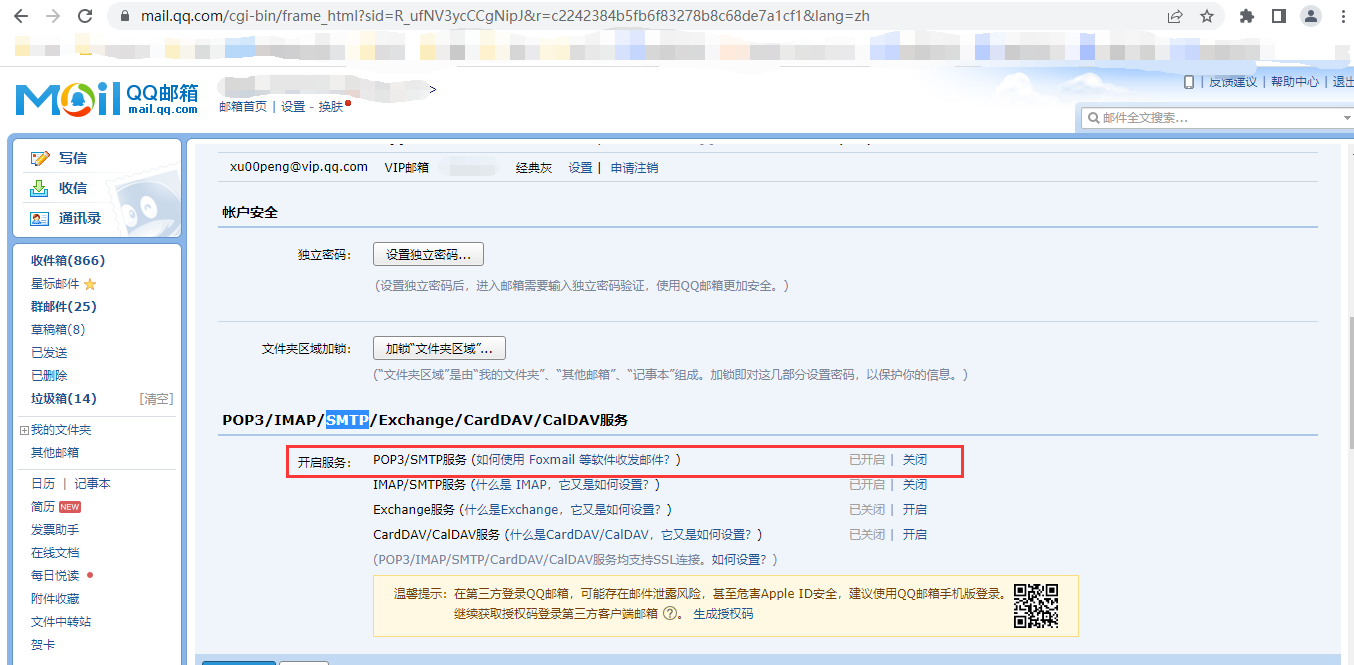 mail.qq.com/cgi-bin/frame_html?sid=R_ufNV3ycCCgNipJ&r=c2242384b5fb6f83278b8c68de7a1cf1&lang=zh
Mail QQ邮箱
mail.qq.com
>
邮箱首页 | 设置 - 换肤
| 反馈建议 | 帮助中心 | 退出
邮件全文搜索...
写信
收信
通讯录
收件箱(866)
星标邮件
群邮件(25)
草稿箱(8)
已发送
已删除
垃圾箱(14) [清空]
我的文件夹
其他邮箱
日历 | 记事本
简历 NEW
发票助手
在线文档
每日悦读
附件收藏
文件中转站
贺卡
xu00peng@vip.qq.com VIP邮箱 经典灰 设置 | 申请注销
帐户安全
独立密码： 设置独立密码...
(设置独立密码后，进入邮箱需要输入独立密码验证，使用QQ邮箱更加安全。)
文件夹区域加锁： 加锁“文件夹区域”...
(“文件夹区域”是由“我的文件夹”、“其他邮箱”、“记事本”组成。加锁即对这几部分设置密码，以保护你的信息。)
POP3/IMAP/SMTP/Exchange/CardDAV/CalDAV服务
开启服务： POP3/SMTP服务 (如何使用 Foxmail 等软件收发邮件？) 已开启 | 关闭
IMAP/SMTP服务 (什么是 IMAP，它又是如何设置？) 已开启 | 关闭
Exchange服务 (什么是Exchange，它又是如何设置？) 已关闭 | 开启
CardDAV/CalDAV服务 (什么是CardDAV/CalDAV，它又是如何设置？) 已关闭 | 开启
(POP3/IMAP/SMTP/CardDAV/CalDAV服务均支持SSL连接。如何设置？)
温馨提示：在第三方登录QQ邮箱，可能存在邮件泄露风险，甚至危害Apple ID安全，建议使用QQ邮箱手机版登录。
继续获取授权码登录第三方客户端邮箱 ?。 生成授权码